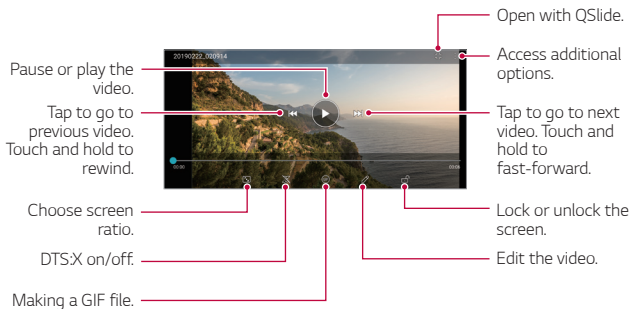 Open with QSlide.
20190222_020914
Access additional
options.
Pause or play the
video.
Tap to go to
previous video.
Touch and hold to
rewind.
Tap to go to next
video. Touch and
hold to
fast-forward.
00:00
00:08
Choose screen
ratio.
Lock or unlock the
screen.
DTS:X on/off.
Edit the video.
Making a GIF file.